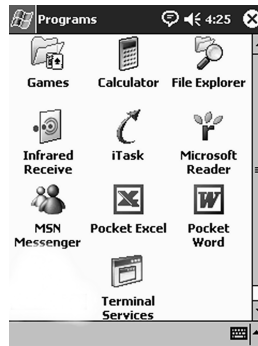 Programs 4:25
Games Calculator File Explorer
Infrared Receive iTask Microsoft Reader
MSN Messenger Pocket Excel Pocket Word
Terminal Services